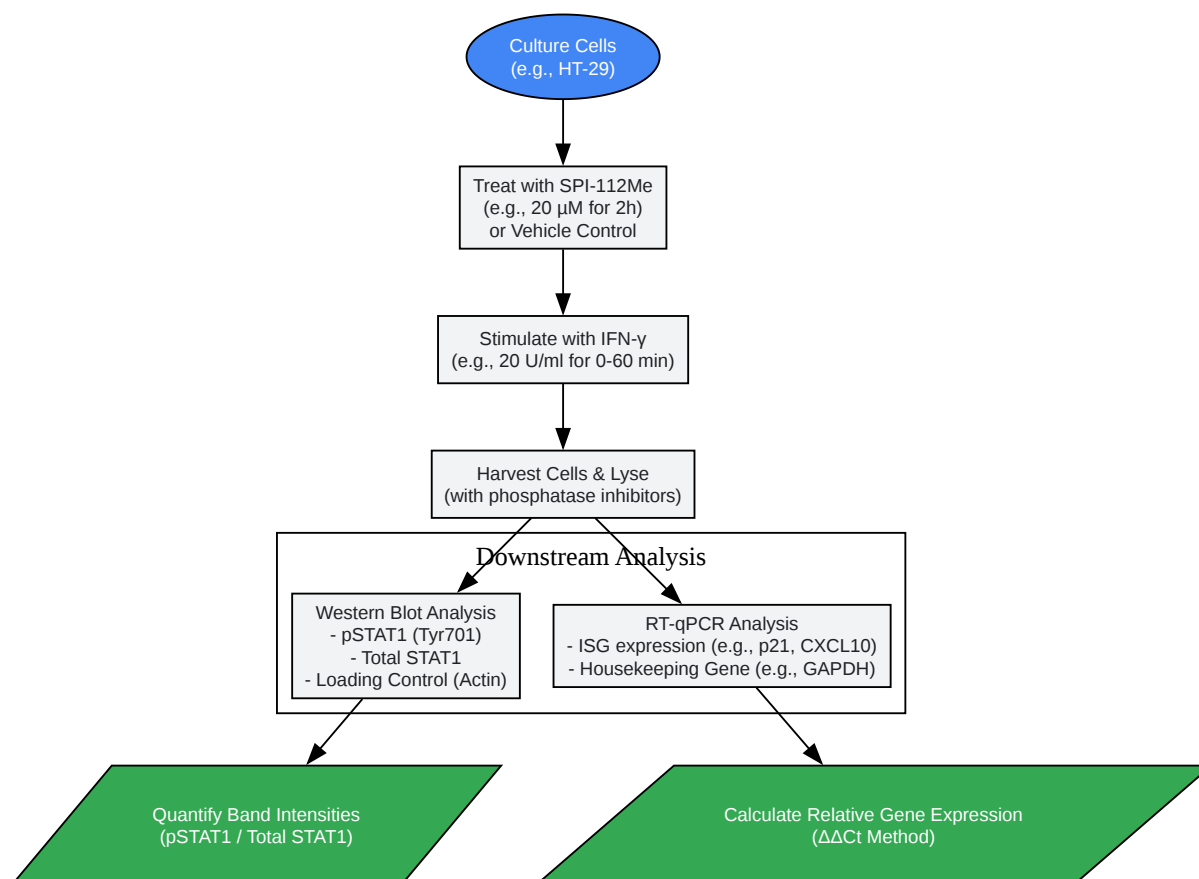 Culture Cells
(e.g., HT-29)
Treat with SPI-112Me
(e.g., 20 µM for 2h)
or Vehicle Control
Stimulate with IFN-γ
(e.g., 20 U/ml for 0-60 min)
Harvest Cells & Lyse
(with phosphatase inhibitors)
Downstream Analysis
Western Blot Analysis
- pSTAT1 (Tyr701)
- Total STAT1
- Loading Control (Actin)
RT-qPCR Analysis
- ISG expression (e.g., p21, CXCL10)
- Housekeeping Gene (e.g., GAPDH)
Quantify Band Intensities
(pSTAT1 / Total STAT1)
Calculate Relative Gene Expression
(ΔΔCt Method)